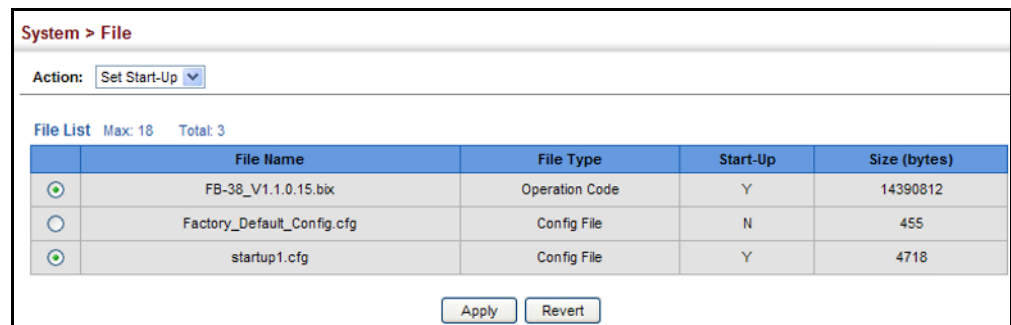 System > File
Action: Set Start-Up
File List Max: 18 Total: 3
File Name File Type Start-Up Size (bytes)
FB-38_V1.1.0.15.bix Operation Code Y 14390812
Factory_Default_Config.cfg Config File N 455
startup1.cfg Config File Y 4718
Apply Revert